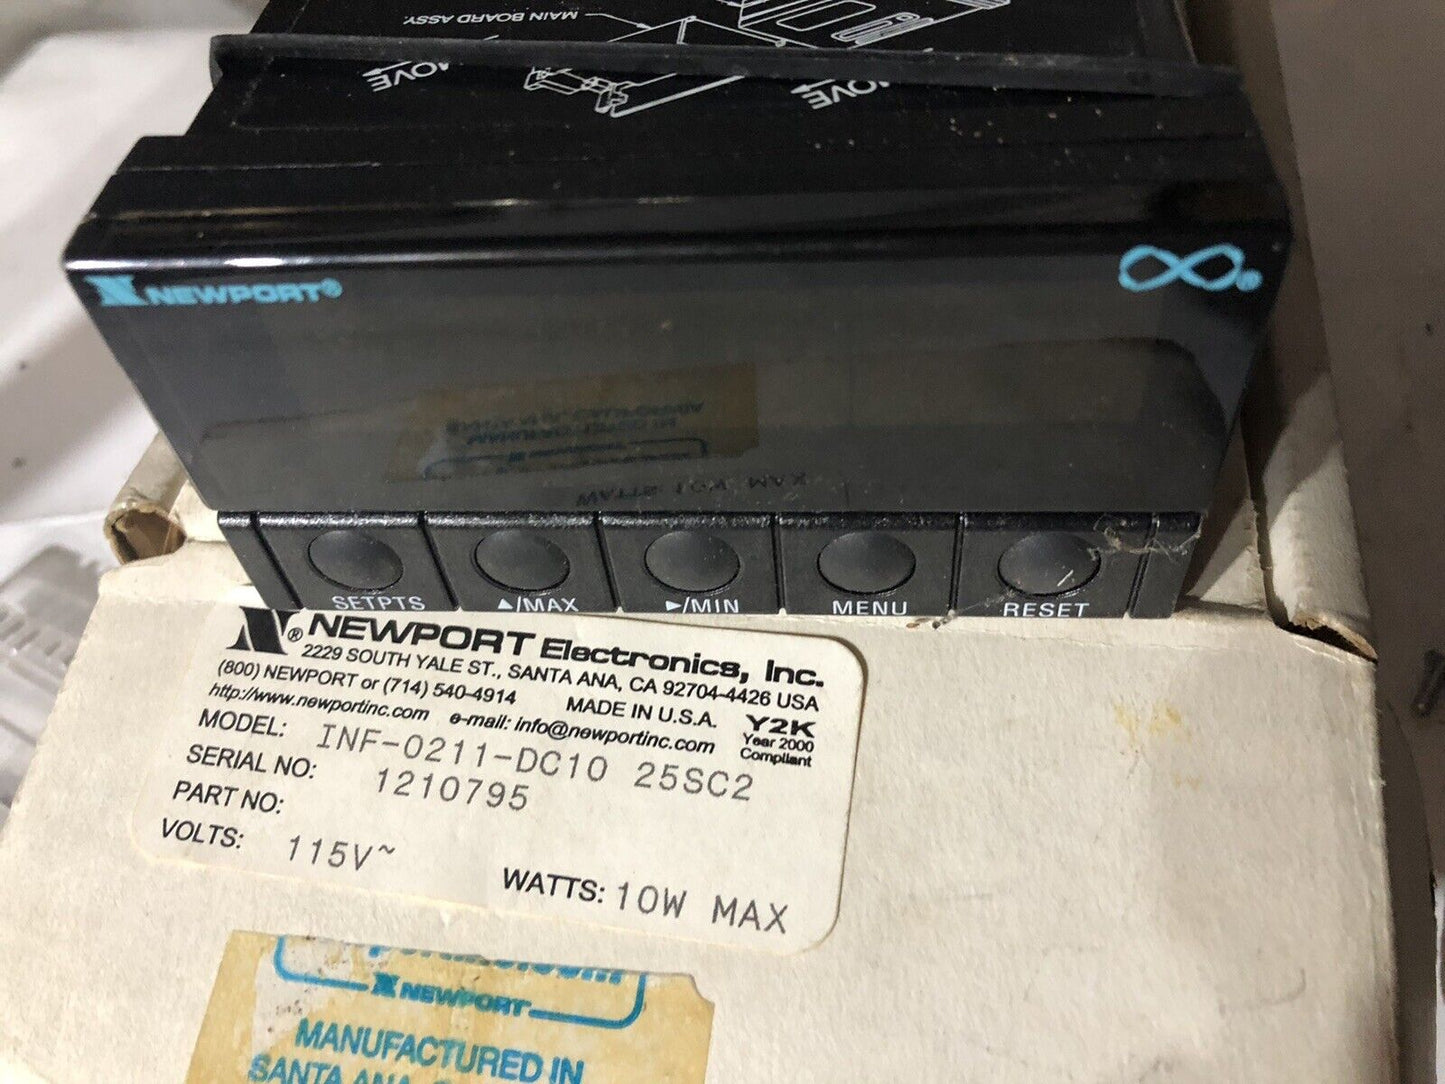 MAIN BOARD ASSY.
NEWPORT®
®
SETPTS
▲/MAX
►/MIN
MENU
RESET
® NEWPORT Electronics, Inc.
2229 SOUTH YALE ST., SANTA ANA, CA 92704-4426 USA
(800) NEWPORT or (714) 540-4914 MADE IN U.S.A.
http://www.newportinc.com e-mail: info@newportinc.com
Y2K
Year 2000
Compliant
MODEL: INF-0211-DC10 25SC2
SERIAL NO: 1210795
PART NO:
VOLTS: 115V~ WATTS: 10W MAX
NEWPORT
MANUFACTURED IN
SANTA ANA,